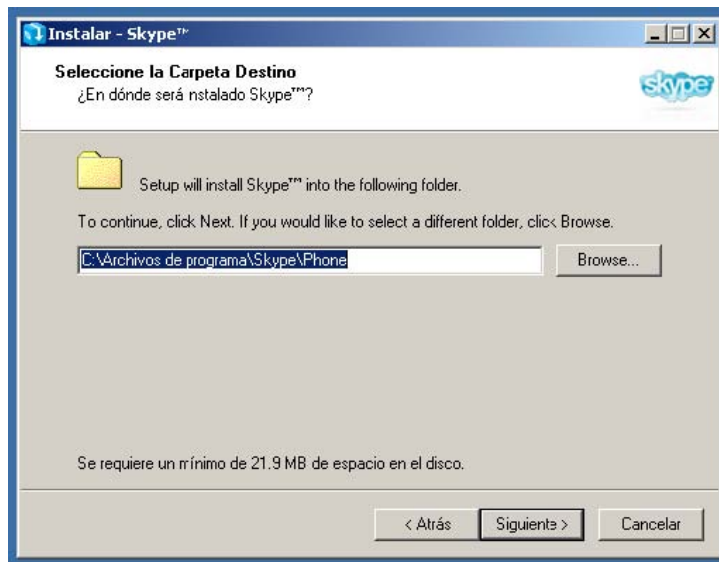 Instalar - Skype™
Seleccione la Carpeta Destino
¿En dónde será nstalado Skype™?
skype
Setup will install Skype™ into the following folder.
To continue, click Next. If you would like to select a different folder, click Browse.
C:\Archivos de programa\Skype\Phone
Browse...
Se requiere un mínimo de 21.9 MB de espacio en el disco.
< Atrás
Siguiente >
Cancelar